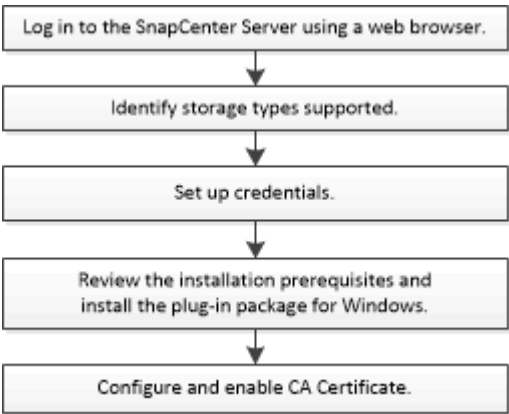 Log in to the SnapCenter Server using a web browser.
Identify storage types supported.
Set up credentials.
Review the installation prerequisites and
install the plug-in package for Windows.
Configure and enable CA Certificate.